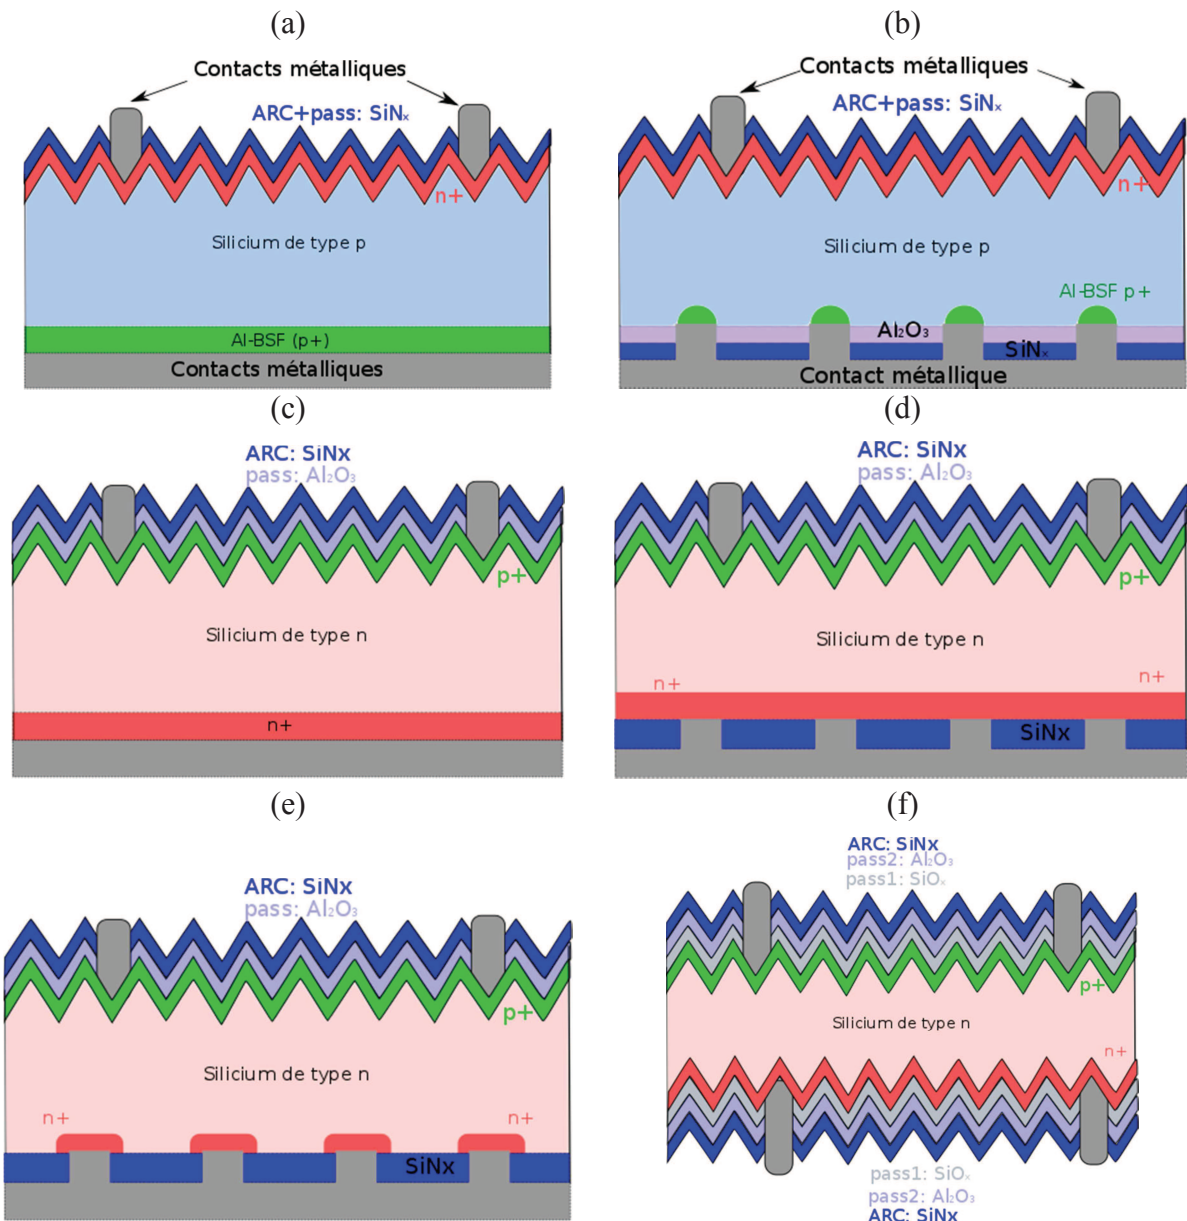 (a)
Contacts métalliques
ARC+pass: SiNₓ
n+
Silicium de type p
Al-BSF (p+)
Contacts métalliques
(b)
Contacts métalliques
ARC+pass: SiNₓ
n+
Silicium de type p
Al-BSF p+
Al₂O₃
SiNₓ
Contact métallique
(c)
ARC: SiNx
pass: Al₂O₃
p+
Silicium de type n
n+
(d)
ARC: SiNx
pass: Al₂O₃
p+
Silicium de type n
n+
n+
SiNx
(e)
ARC: SiNx
pass: Al₂O₃
p+
Silicium de type n
n+
n+
SiNx
(f)
ARC: SiNx
pass2: Al₂O₃
pass1: SiOₓ
p+
Silicium de type n
n+
pass1: SiOₓ
pass2: Al₂O₃
ARC: SiNx